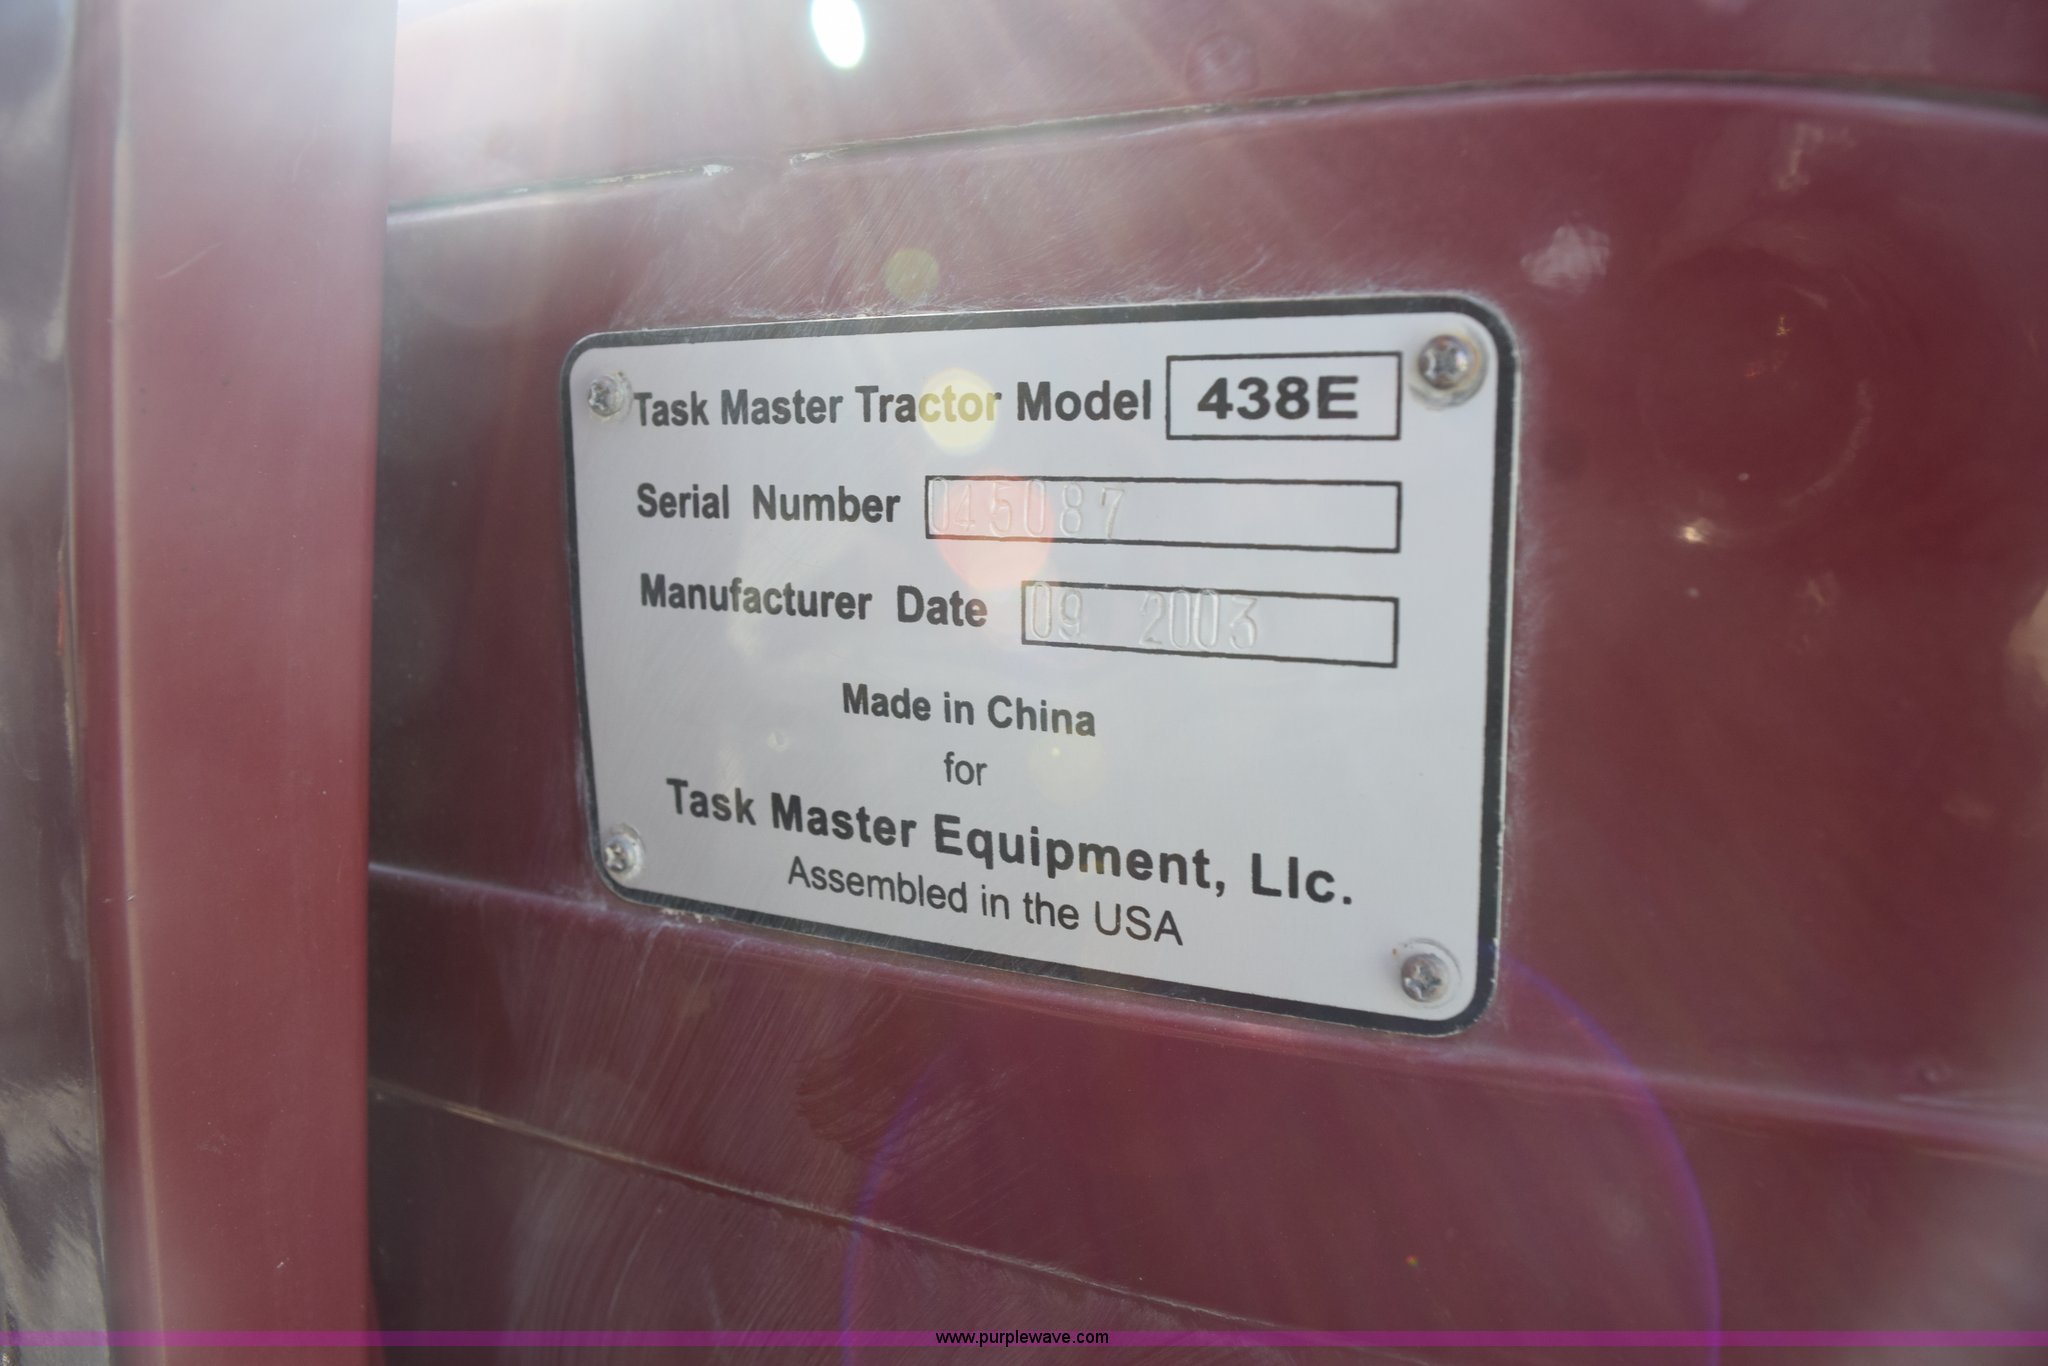 Task Master Tractor Model 438E
Serial Number 045087
Manufacturer Date 09 2003
Made in China
for
Task Master Equipment, Llc.
Assembled in the USA
www.purplewave.com